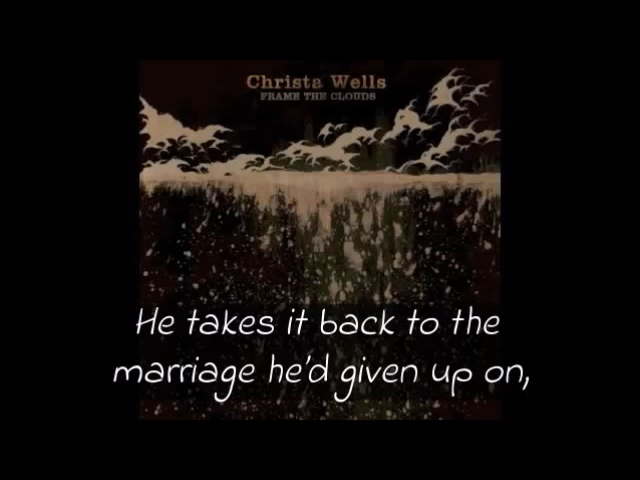 Christa Wells
FRAME THE CLOUDS
He takes it back to the
marriage he'd given up on,